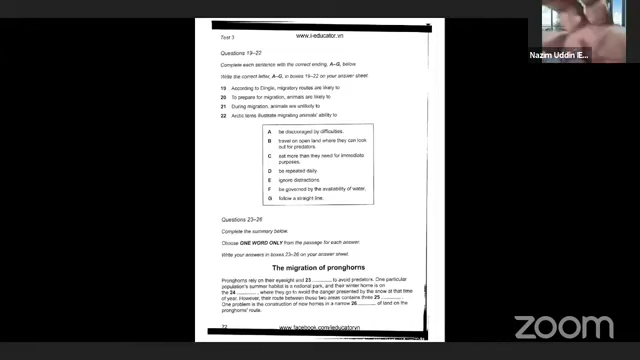 Nazim Uddin IE...
Test 3
www.i-educator.vn
Questions 19–22
Complete each sentence with the correct ending, A–G, below.
Write the correct letter, A–G, in boxes 19–22 on your answer sheet
19 According to Dingle, migratory routes are likely to
20 To prepare for migration, animals are likely to
21 During migration, animals are unlikely to
22 Arctic terns illustrate migrating animals' ability to
A be discouraged by difficulties.
B travel on open land where they can look
out for predators.
C eat more than they need for immediate
purposes.
D be repeated daily.
E ignore distractions.
F be governed by the availability of water.
G follow a straight line.
Questions 23–26
Complete the summary below.
Choose ONE WORD ONLY from the passage for each answer.
Write your answers in boxes 23–26 on your answer sheet.
The migration of pronghorns
Pronghorns rely on their eyesight and 23 ............ to avoid predators. One particular
population's summer habitat is a national park, and their winter home is on
the 24 ............, where they go to avoid the danger presented by the snow at that time
of year. However, their route between these two areas contains three 25 ............
One problem is the construction of new homes in a narrow 26 ............ of land on the
pronghorns' route.
72
www.facebook.com/ieducatorvn
zoom